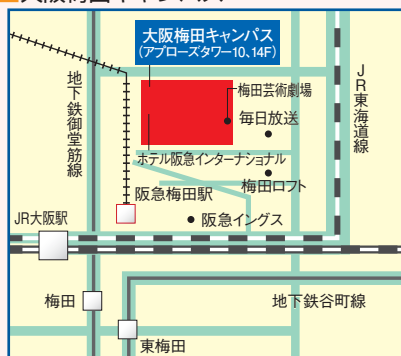 大阪梅田キャンパス
(アプローズタワー10、14F)
地下鉄御堂筋線
JR東海道線
梅田芸術劇場
毎日放送
ホテル阪急インターナショナル
梅田ロフト
阪急梅田駅
阪急イングス
JR大阪駅
梅田
地下鉄谷町線
東梅田